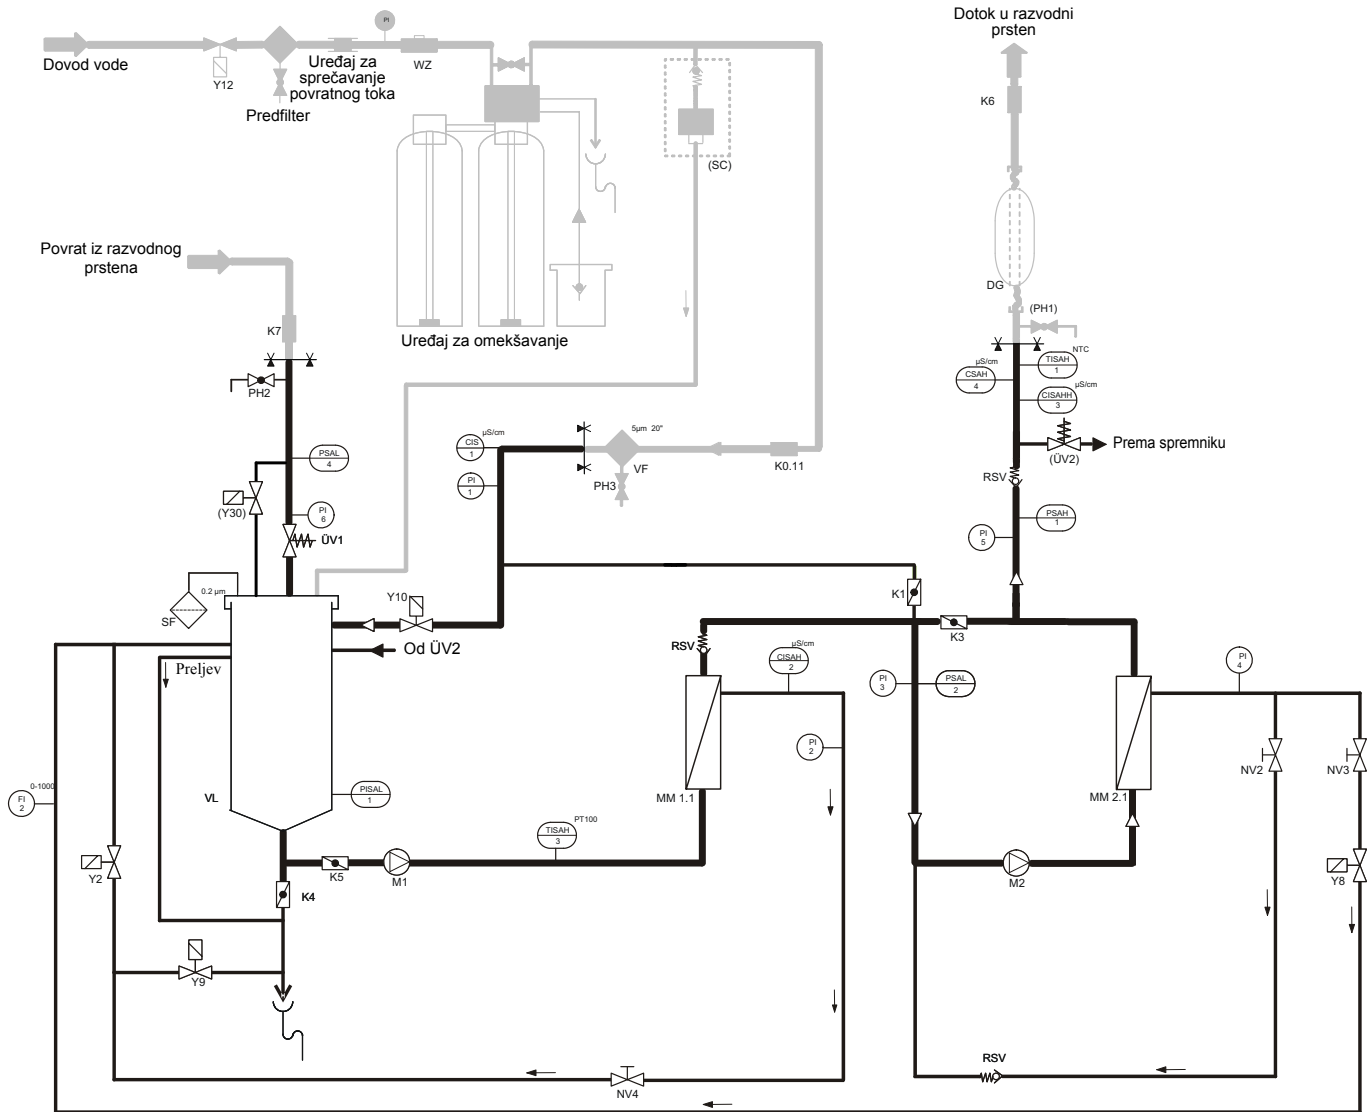 Dotok u razvodni
prsten
PI
Dovod vode
Y12
Uređaj za
sprečavanje
povratnog toka
WZ
Predfilter
K6
(SC)
Povrat iz razvodnog
prstena
DG
(PH1)
K7
Uređaj za omekšavanje
NTC
TISAH
1
µS/cm
CSAH
4
µS/cm
CISAHH
3
PH2
5µm 20"
µS/cm
CIS
1
VF
K0.11
Prema spremniku
(ÜV2)
PSAL
4
PI
1
PH3
RSV
(Y30)
PI
6
PSAH
1
ÜV1
PI
5
0.2 µm
SF
Y10
K1
K3
Od ÜV2
RSV
µS/cm
CISAH
2
PI
4
Preljev
PI
3
PSAL
2
PI
2
NV2
NV3
0-1000
FI
2
VL
PISAL
1
MM 1.1
MM 2.1
PT100
TISAH
3
Y2
K5
M1
M2
Y8
K4
Y9
RSV
NV4